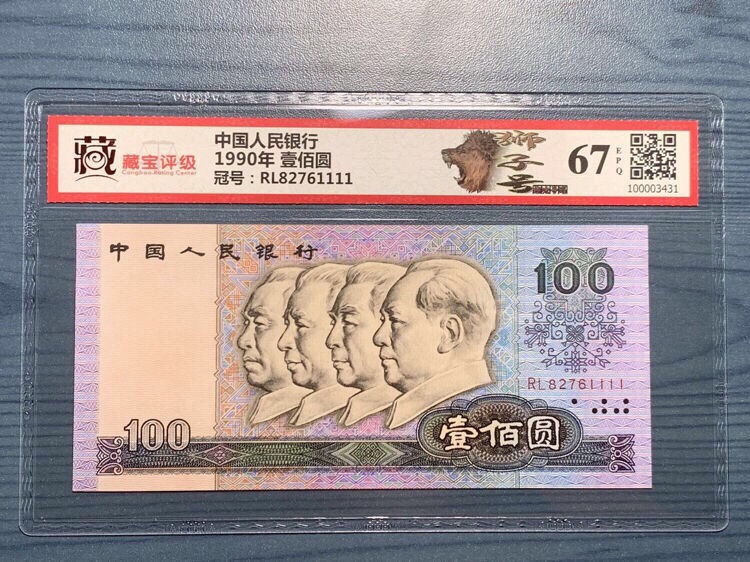 藏
藏宝评级
Cangbao Rating Center
中国人民银行
1990年 壹佰圆
冠号：RL82761111
獅子号
67
EPQ
100003431
中国人民银行
100
RL82761111
100
壹佰圆